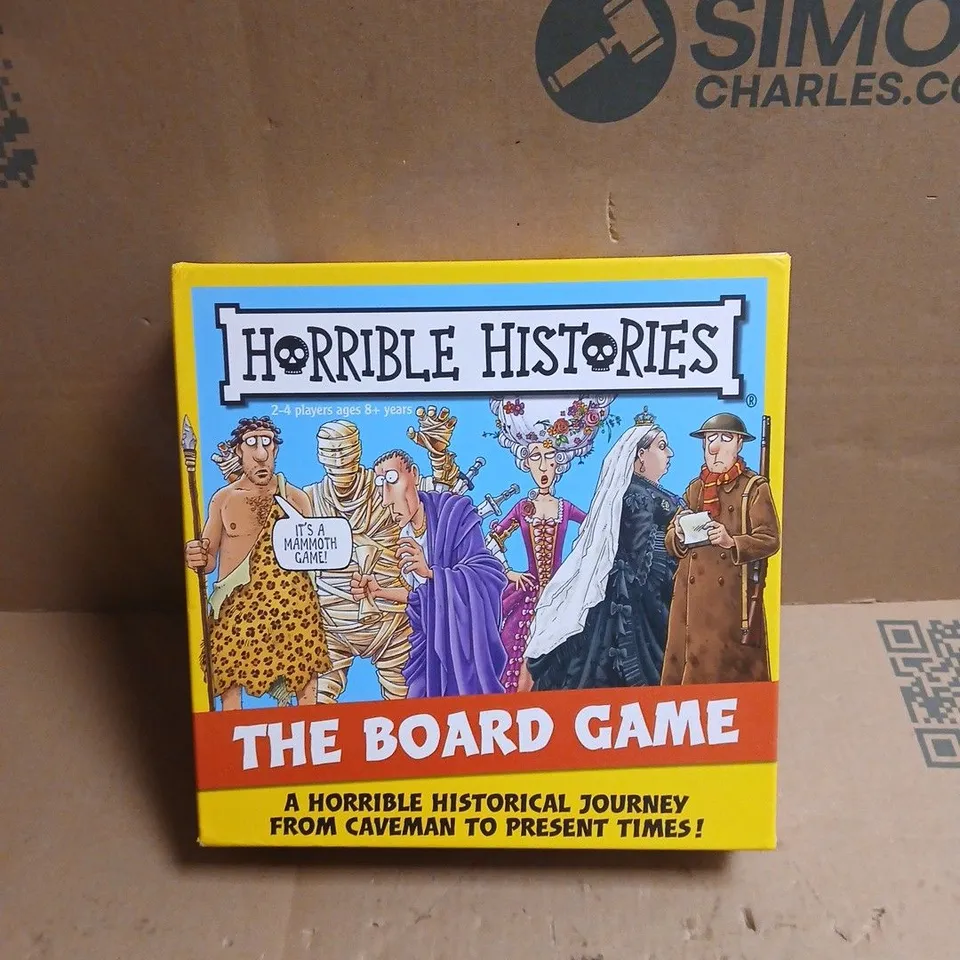 SIMO
CHARLES.CO
HORRIBLE HISTORIES
®
2-4 players ages 8+ years
IT'S A
MAMMOTH
GAME!
THE BOARD GAME
A HORRIBLE HISTORICAL JOURNEY
FROM CAVEMAN TO PRESENT TIMES!